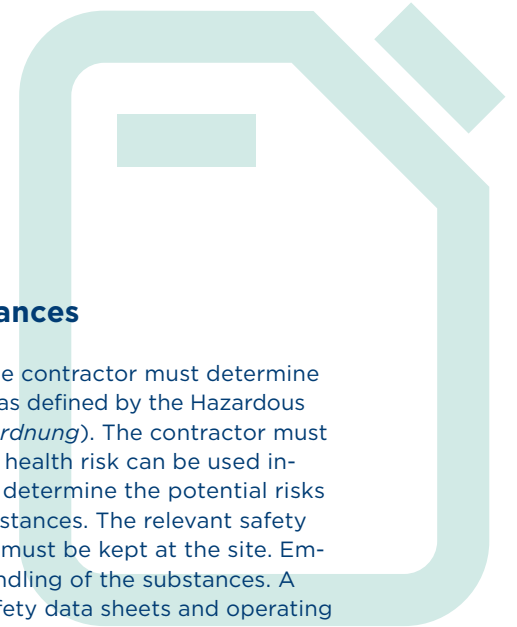 ances
e contractor must determine
as defined by the Hazardous
rdnung). The contractor must
health risk can be used in-
determine the potential risks
stances. The relevant safety
must be kept at the site. Em-
ndling of the substances. A
fety data sheets and operating